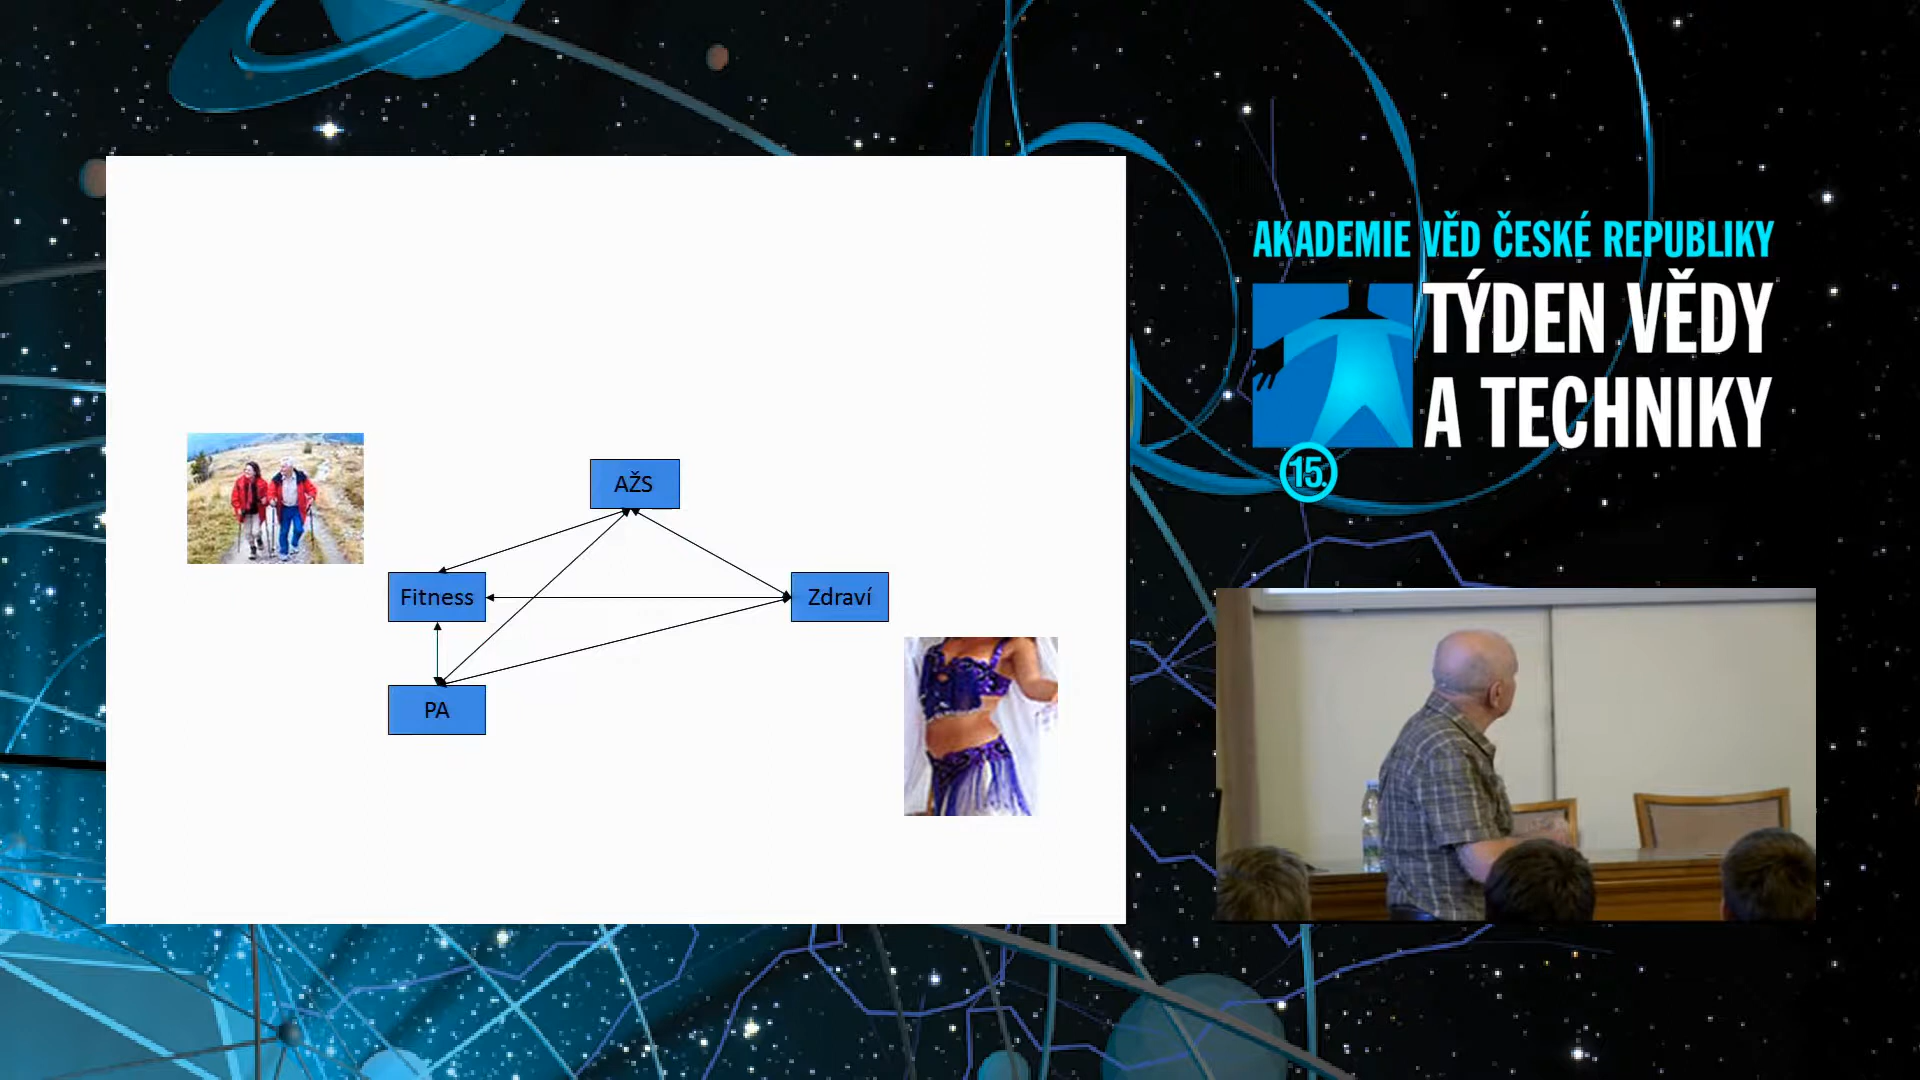 AKADEMIE VĚD ČESKÉ REPUBLIKY
TÝDEN VĚDY
A TECHNIKY
15.
AŽS
Fitness
Zdraví
PA